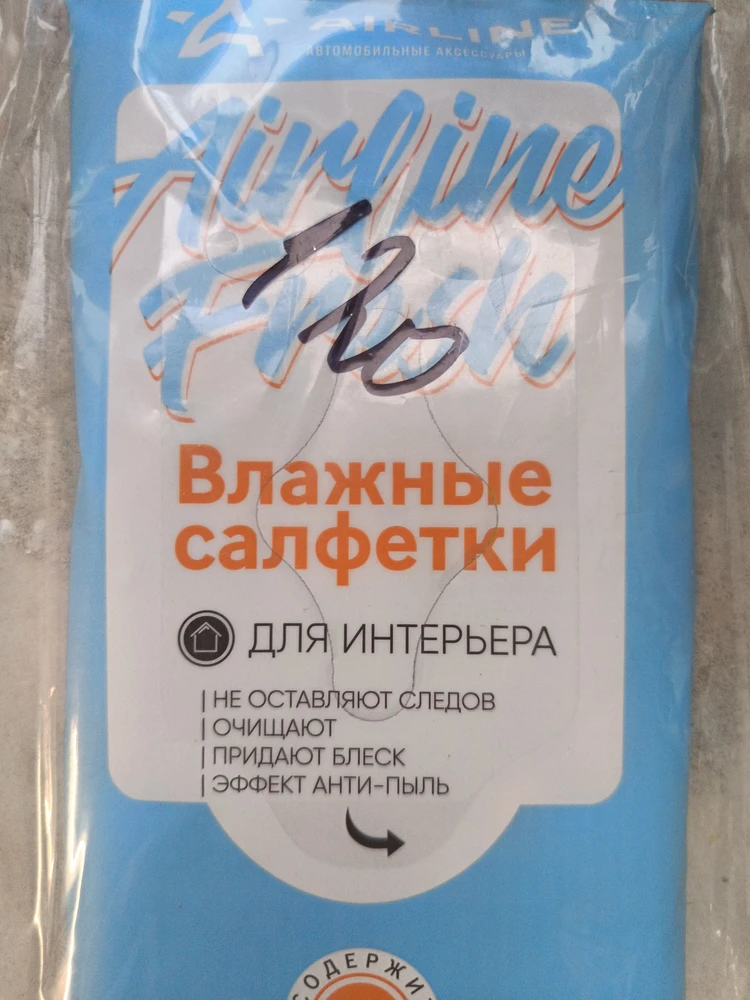 AIRLINE
АВТОМОБИЛЬНЫЕ АКСЕССУАРЫ
Airline
Fresh
120
Влажные
салфетки
ДЛЯ ИНТЕРЬЕРА
| НЕ ОСТАВЛЯЮТ СЛЕДОВ
| ОЧИЩАЮТ
| ПРИДАЮТ БЛЕСК
| ЭФФЕКТ АНТИ-ПЫЛЬ
СОДЕРЖИТ